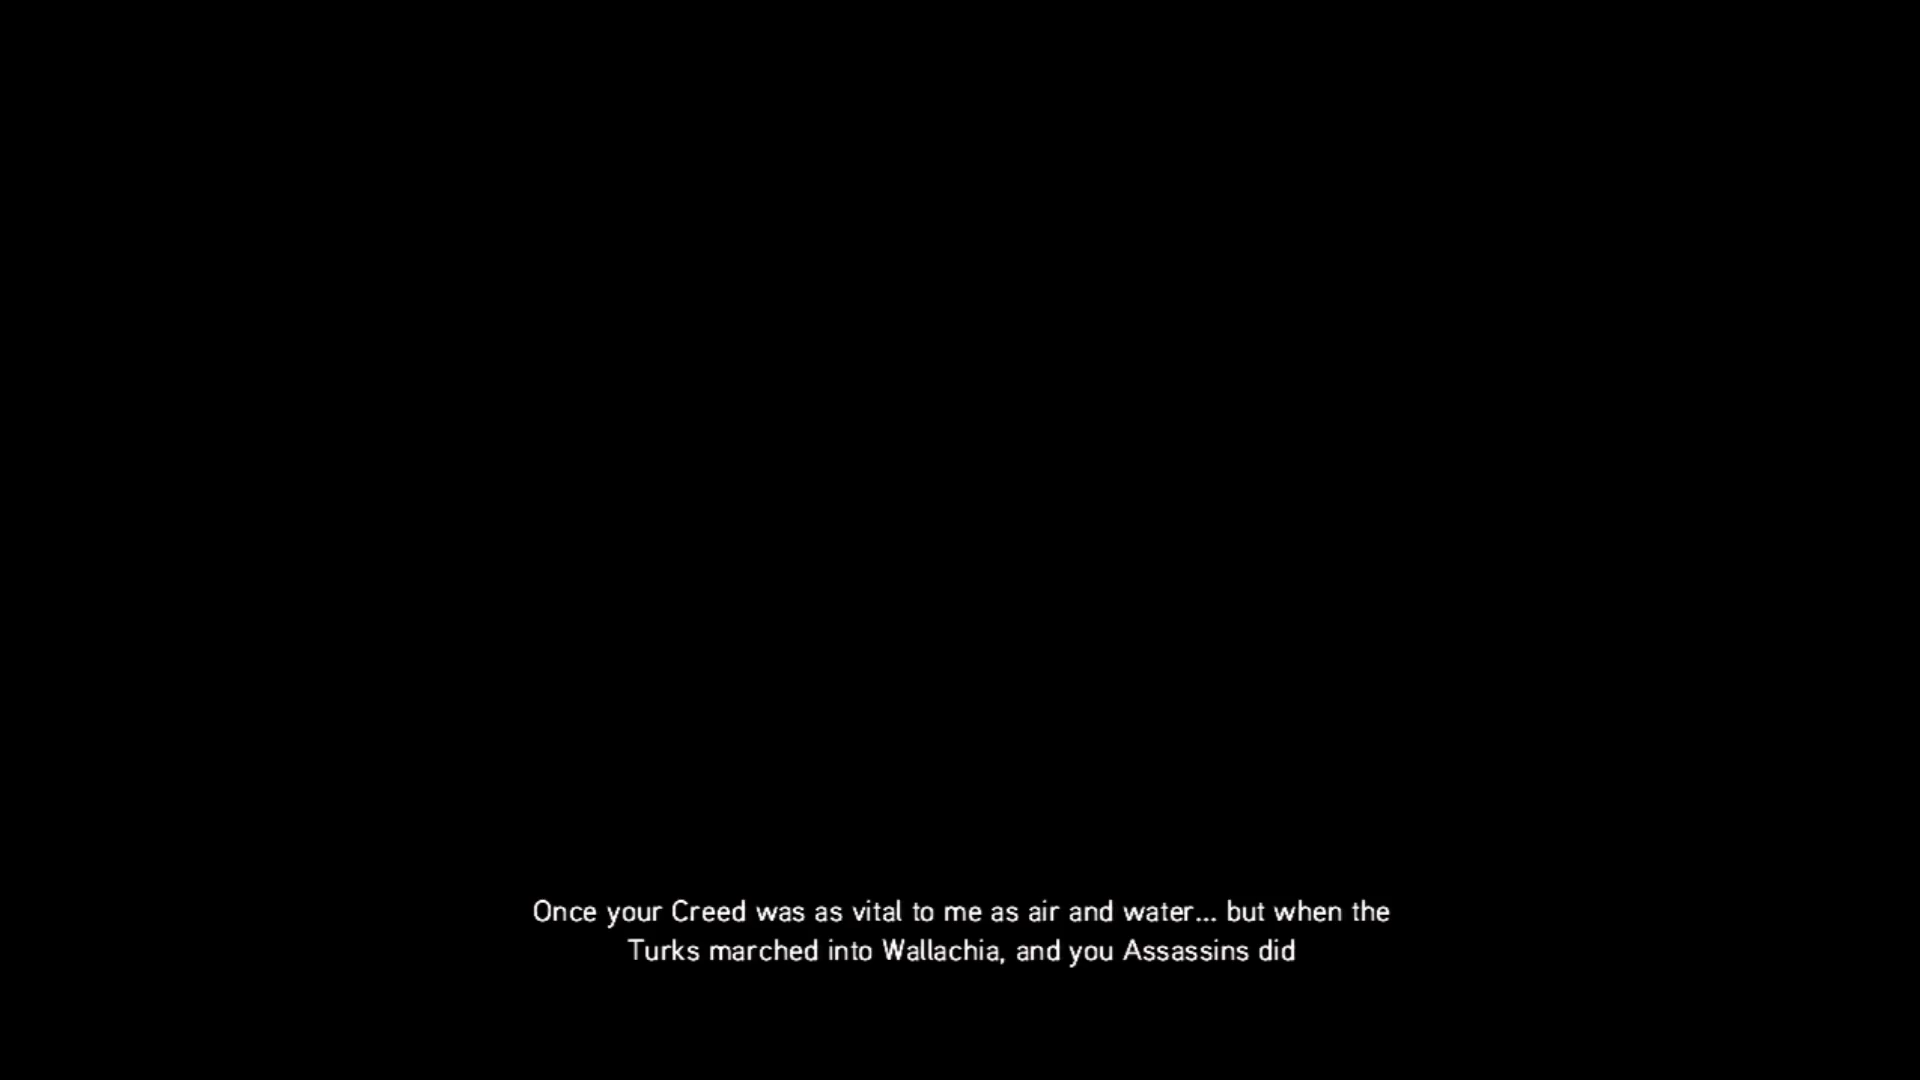 Once your Creed was as vital to me as air and water... but when the
Turks marched into Wallachia, and you Assassins did